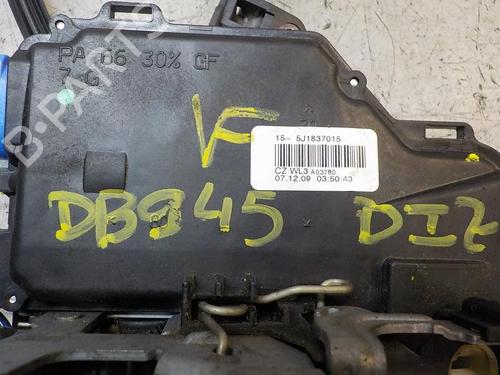 PA 66 30% GF
7 G
VF
15- 5J1837015
CZ WL3 A03780
07.12.09 03:50:43
DB945 DIZ
B-PARTS